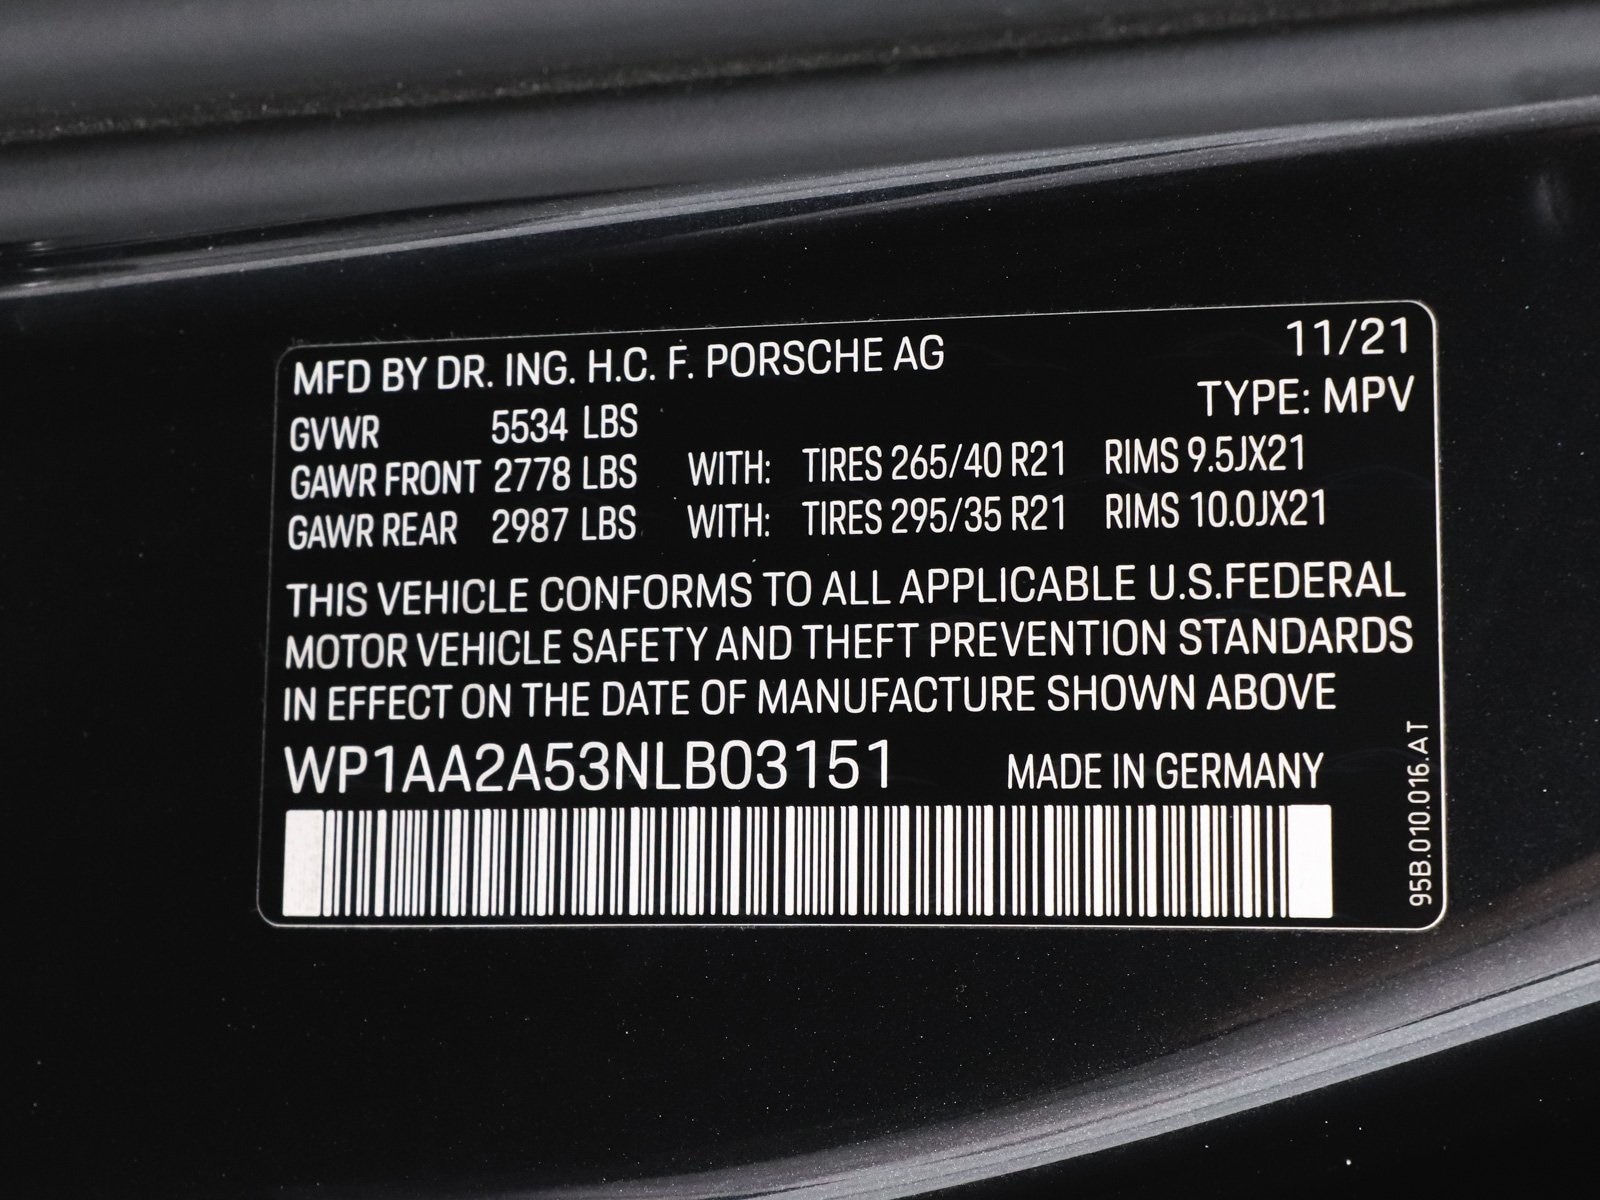 MFD BY DR. ING. H.C. F. PORSCHE AG 11/21
TYPE: MPV
GVWR 5534 LBS
GAWR FRONT 2778 LBS WITH: TIRES 265/40 R21 RIMS 9.5JX21
GAWR REAR 2987 LBS WITH: TIRES 295/35 R21 RIMS 10.0JX21
THIS VEHICLE CONFORMS TO ALL APPLICABLE U.S.FEDERAL
MOTOR VEHICLE SAFETY AND THEFT PREVENTION STANDARDS
IN EFFECT ON THE DATE OF MANUFACTURE SHOWN ABOVE
WP1AA2A53NLB03151 MADE IN GERMANY
95B.010.016.AT